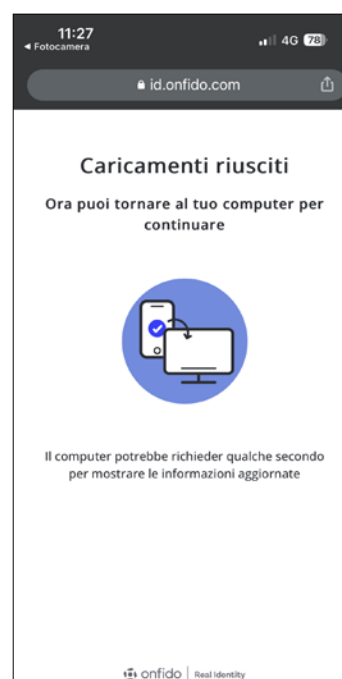 11:27
4G 78
◀ Fotocamera
id.onfido.com
Caricamenti riusciti
Ora puoi tornare al tuo computer per
continuare
Il computer potrebbe richieder qualche secondo
per mostrare le informazioni aggiornate
onfido | Real Identity